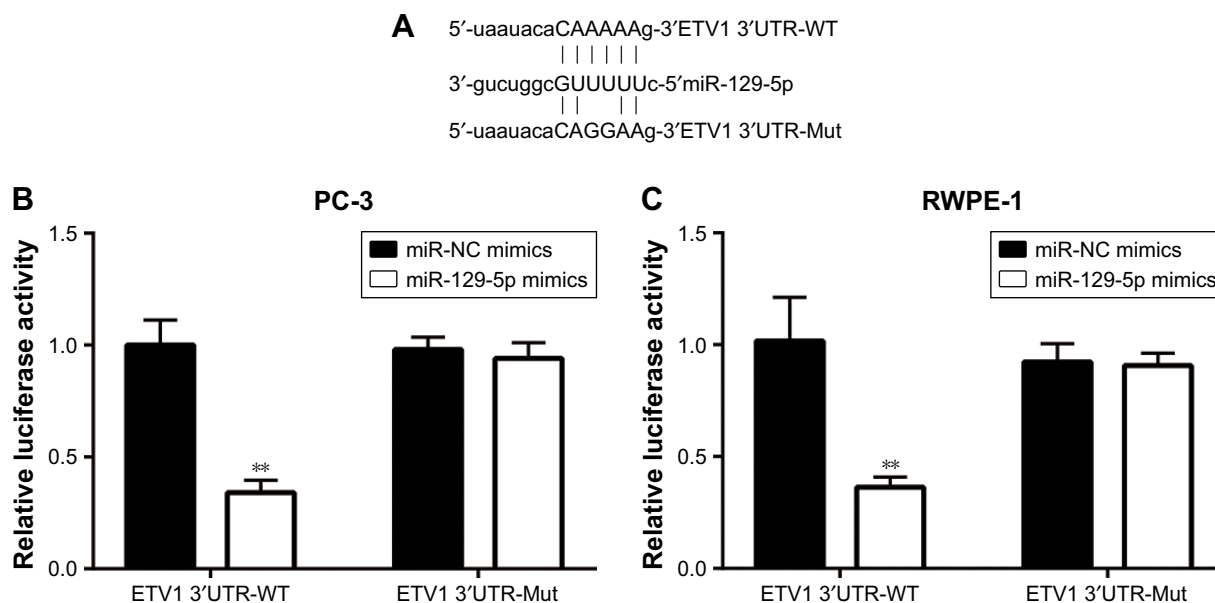 A
5′-uaauacaCAAAAAg-3′ETV1 3′UTR-WT
3′-gucuggcGUUUUUc-5′miR-129-5p
5′-uaauacaCAGGAAg-3′ETV1 3′UTR-Mut
B
PC-3
Relative luciferase activity
1.5
1.0
0.5
0.0
miR-NC mimics
miR-129-5p mimics
**
ETV1 3′UTR-WT
ETV1 3′UTR-Mut
C
RWPE-1
Relative luciferase activity
1.5
1.0
0.5
0.0
miR-NC mimics
miR-129-5p mimics
**
ETV1 3′UTR-WT
ETV1 3′UTR-Mut